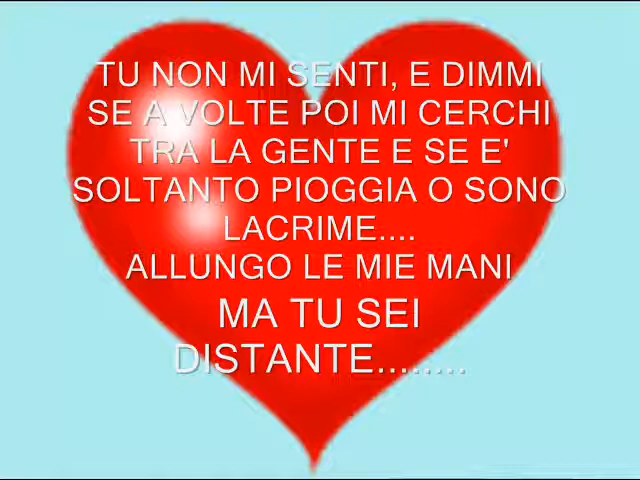 TU NON MI SENTI, E DIMMI
SE A VOLTE POI MI CERCHI
TRA LA GENTE E SE E'
SOLTANTO PIOGGIA O SONO
LACRIME....
ALLUNGO LE MIE MANI
MA TU SEI
DISTANTE........